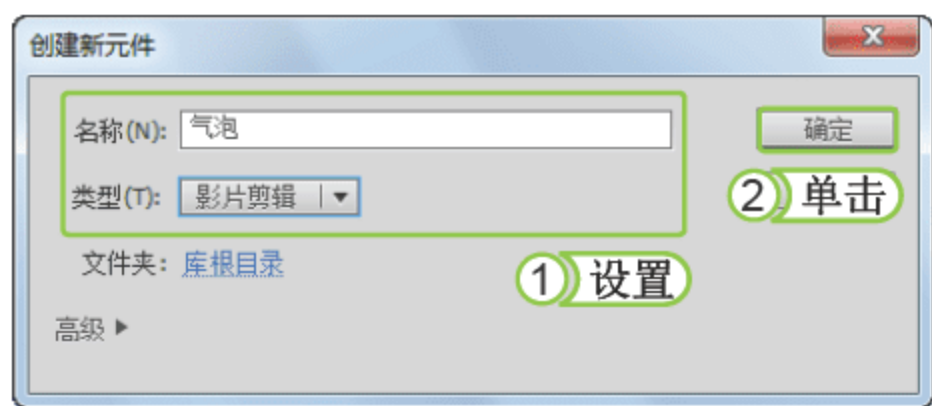 创建新元件
名称(N): 气泡
确定
类型(T): 影片剪辑
② 单击
文件夹: 库根目录
① 设置
高级